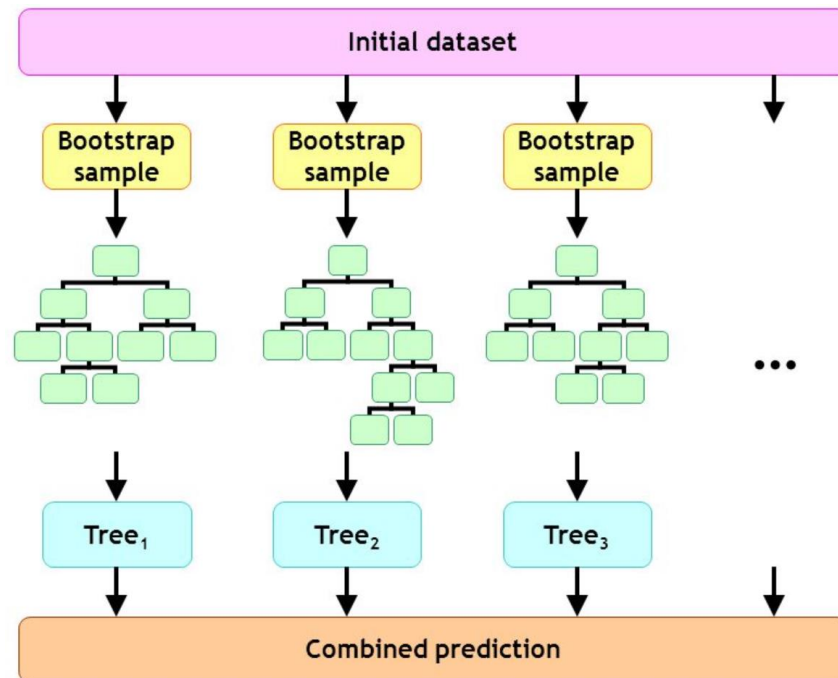 Initial dataset
Bootstrap
sample
Bootstrap
sample
Bootstrap
sample
...
Tree₁
Tree₂
Tree₃
Combined prediction